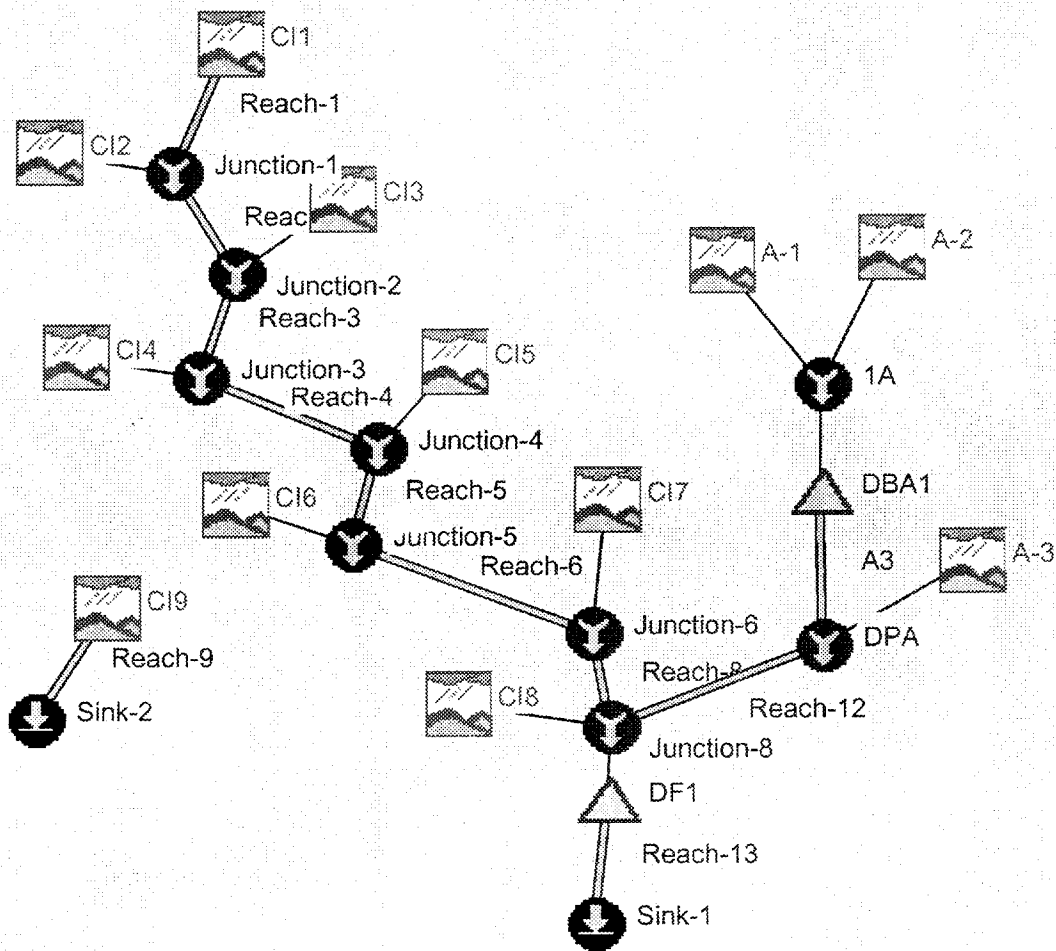 CI1
Reach-1
CI2
Junction-1
CI3
Reac
A-1
A-2
Junction-2
Reach-3
CI4
CI5
Junction-3
Reach-4
1A
Junction-4
CI6
Reach-5
CI7
DBA1
Junction-5
Reach-6
A3
A-3
CI9
Junction-6
DPA
Reach-9
Reach-8
CI8
Reach-12
Sink-2
Junction-8
DF1
Reach-13
Sink-1